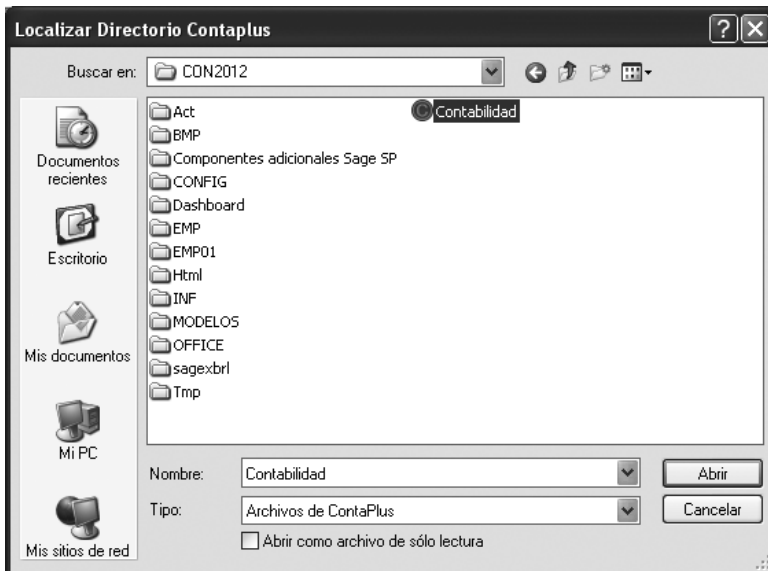 Localizar Directorio Contaplus
Buscar en: CON2012
Documentos
recientes
Escritorio
Mis documentos
Mi PC
Mis sitios de red
Act
BMP
Componentes adicionales Sage SP
CONFIG
Dashboard
EMP
EMP01
Html
INF
MODELOS
OFFICE
sagexbrl
Tmp
Contabilidad
Nombre: Contabilidad Abrir
Tipo: Archivos de ContaPlus Cancelar
Abrir como archivo de sólo lectura